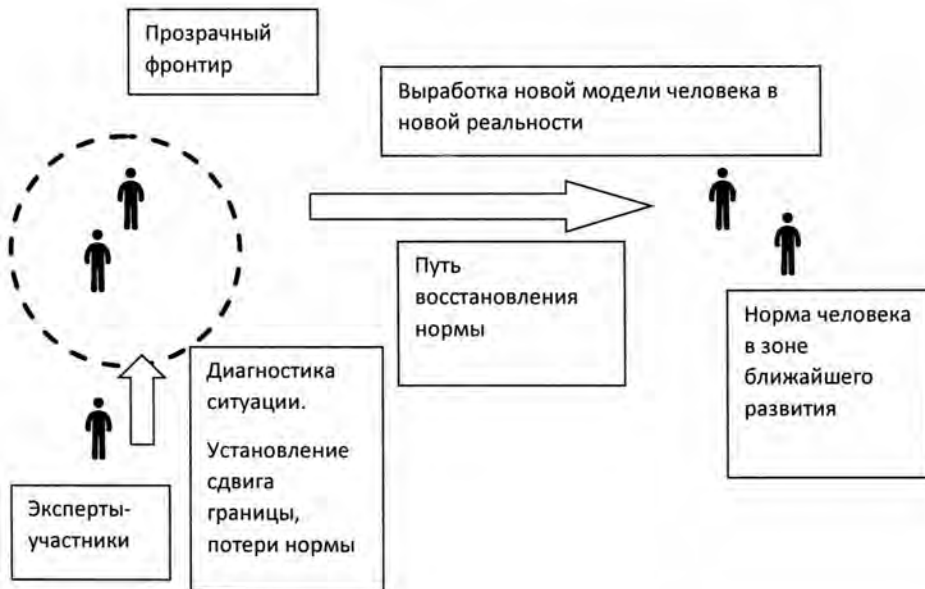 Прозрачный
фронтир
Выработка новой модели человека в
новой реальности
Путь
восстановления
нормы
Норма человека
в зоне
ближайшего
развития
Диагностика
ситуации.
Установление
сдвига
границы,
потери нормы
Эксперты-
участники